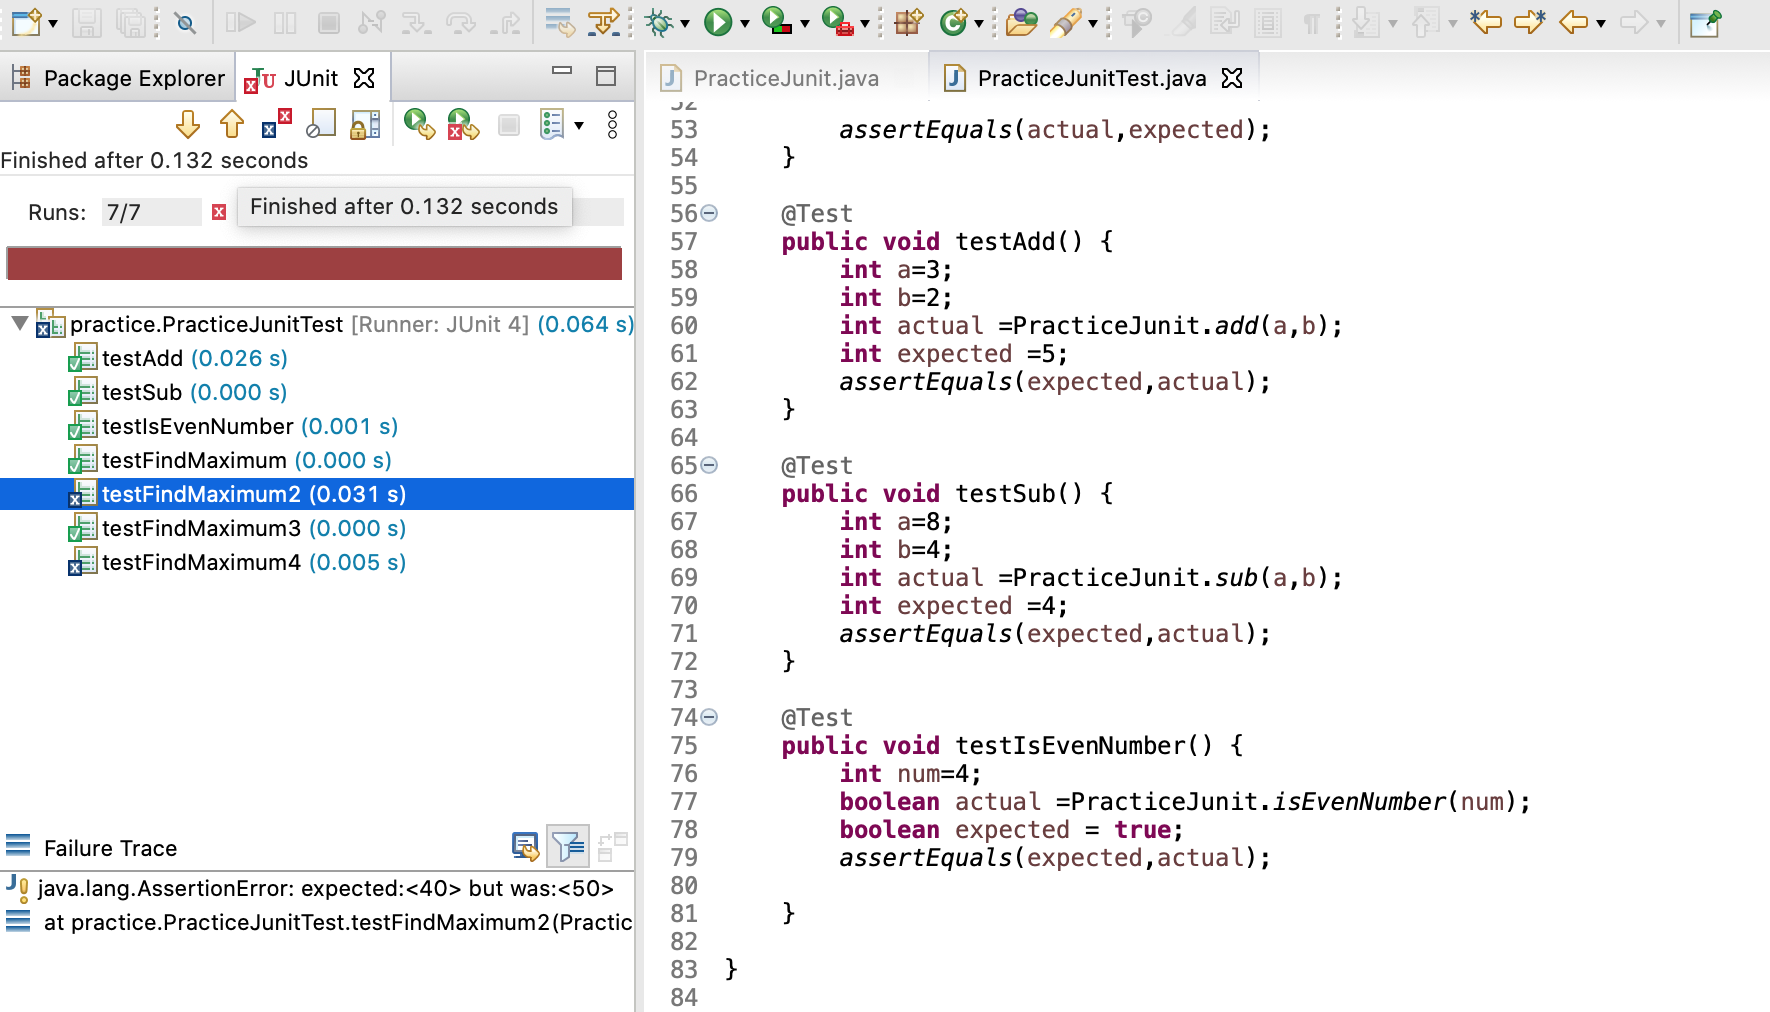 Package Explorer
JUnit
Finished after 0.132 seconds
Runs: 7/7
Finished after 0.132 seconds
practice.PracticeJunitTest [Runner: JUnit 4] (0.064 s)
testAdd (0.026 s)
testSub (0.000 s)
testIsEvenNumber (0.001 s)
testFindMaximum (0.000 s)
testFindMaximum2 (0.031 s)
testFindMaximum3 (0.000 s)
testFindMaximum4 (0.005 s)
Failure Trace
java.lang.AssertionError: expected:<40> but was:<50>
at practice.PracticeJunitTest.testFindMaximum2(Practic
PracticeJunit.java
PracticeJunitTest.java
52
53 assertEquals(actual,expected);
54 }
55
56 @Test
57 public void testAdd() {
58 int a=3;
59 int b=2;
60 int actual =PracticeJunit.add(a,b);
61 int expected =5;
62 assertEquals(expected,actual);
63 }
64
65 @Test
66 public void testSub() {
67 int a=8;
68 int b=4;
69 int actual =PracticeJunit.sub(a,b);
70 int expected =4;
71 assertEquals(expected,actual);
72 }
73
74 @Test
75 public void testIsEvenNumber() {
76 int num=4;
77 boolean actual =PracticeJunit.isEvenNumber(num);
78 boolean expected = true;
79 assertEquals(expected,actual);
80
81 }
82
83 }
84